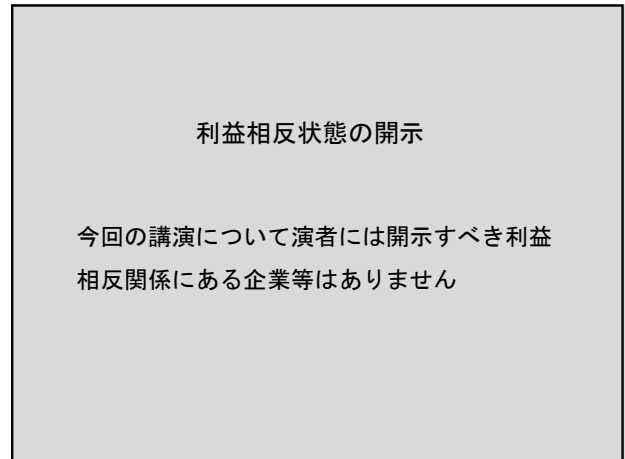 利益相反状態の開示
今回の講演について演者には開示すべき利益
相反関係にある企業等はありません